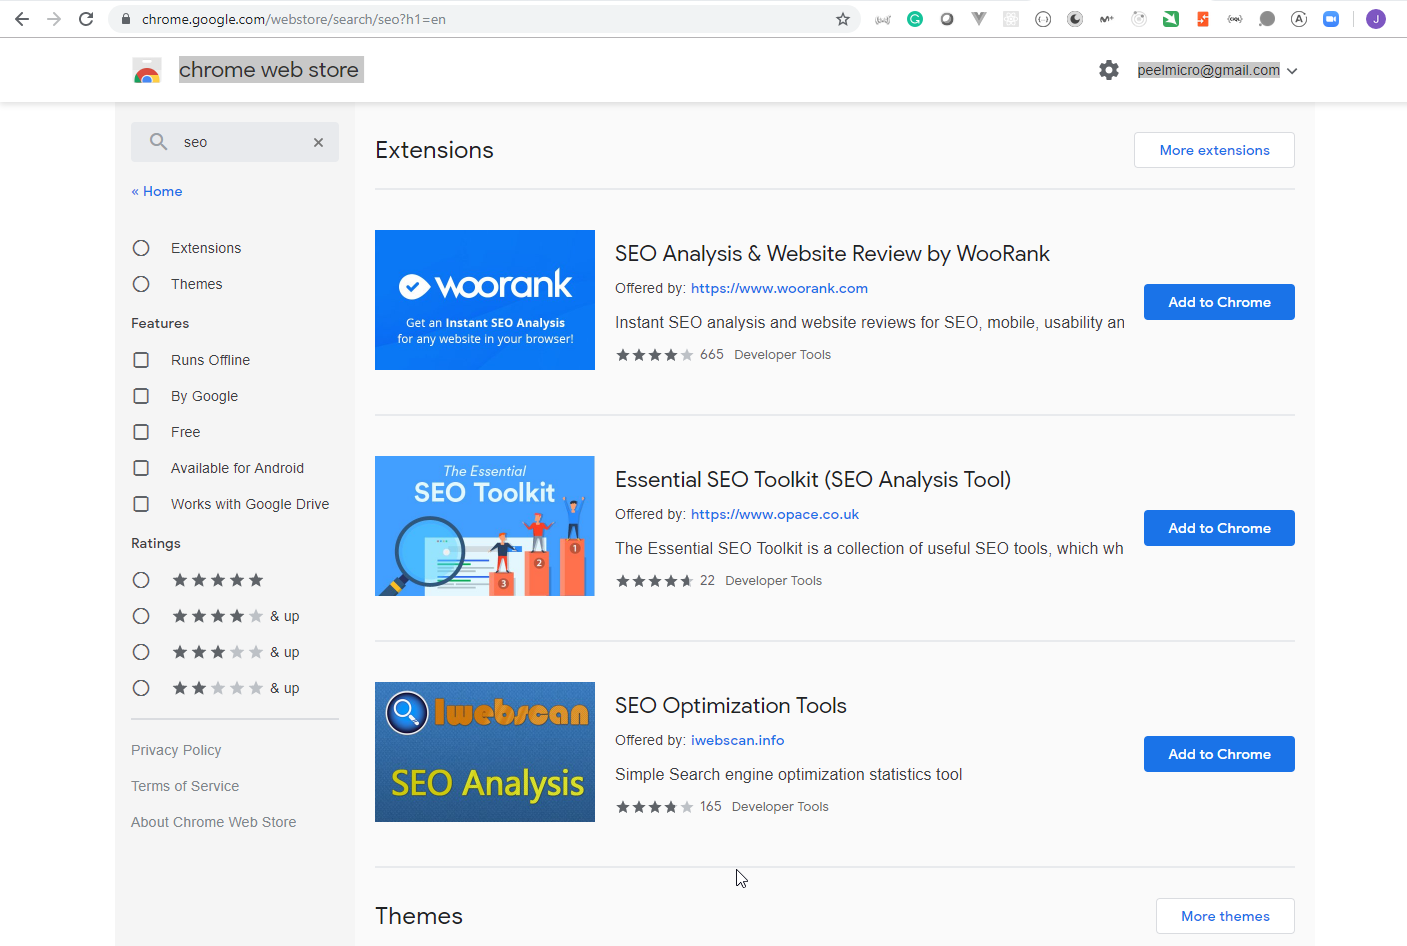 chrome.google.com/webstore/search/seo?h1=en
J
chrome web store
peelmicro@gmail.com
seo
« Home
Extensions
Themes
Features
Runs Offline
By Google
Free
Available for Android
Works with Google Drive
Ratings
& up
& up
& up
Privacy Policy
Terms of Service
About Chrome Web Store
Extensions
More extensions
woorank
Get an Instant SEO Analysis
for any website in your browser!
SEO Analysis & Website Review by WooRank
Offered by: https://www.woorank.com
Instant SEO analysis and website reviews for SEO, mobile, usability an
665 Developer Tools
Add to Chrome
The Essential
SEO Toolkit
1
2
3
Essential SEO Toolkit (SEO Analysis Tool)
Offered by: https://www.opace.co.uk
The Essential SEO Toolkit is a collection of useful SEO tools, which wh
22 Developer Tools
Add to Chrome
Iwebscan
SEO Analysis
SEO Optimization Tools
Offered by: iwebscan.info
Simple Search engine optimization statistics tool
165 Developer Tools
Add to Chrome
Themes
More themes